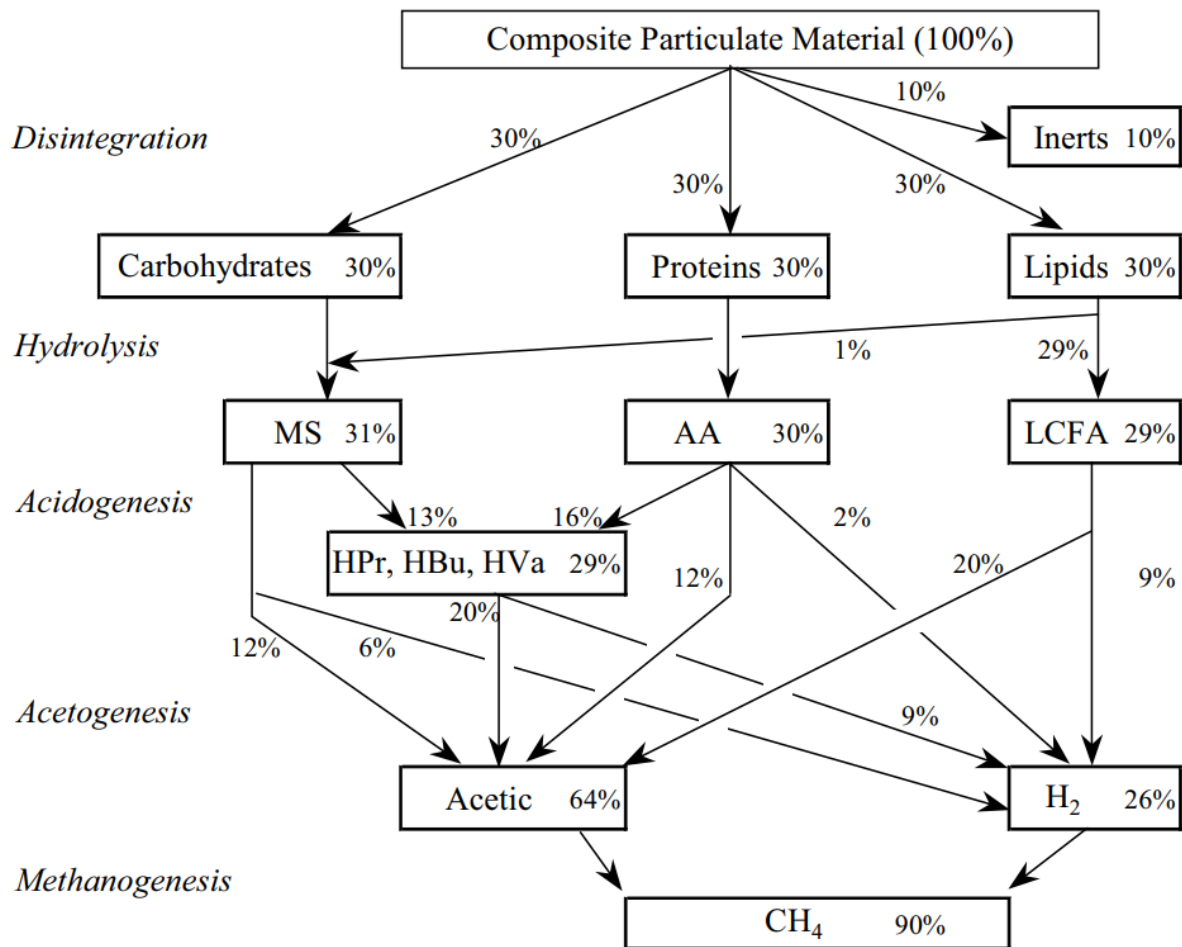 Composite Particulate Material (100%)
10%
Disintegration
30%
Inerts 10%
30%
30%
Carbohydrates 30%
Proteins 30%
Lipids 30%
Hydrolysis
1%
29%
MS 31%
AA 30%
LCFA 29%
Acidogenesis
13%
16%
2%
HPr, HBu, HVa 29%
12%
20%
9%
20%
12%
6%
Acetogenesis
9%
Acetic 64%
H₂ 26%
Methanogenesis
CH₄ 90%